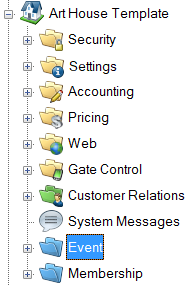 Art House Template
Security
Settings
Accounting
Pricing
Web
Gate Control
Customer Relations
System Messages
Event
Membership